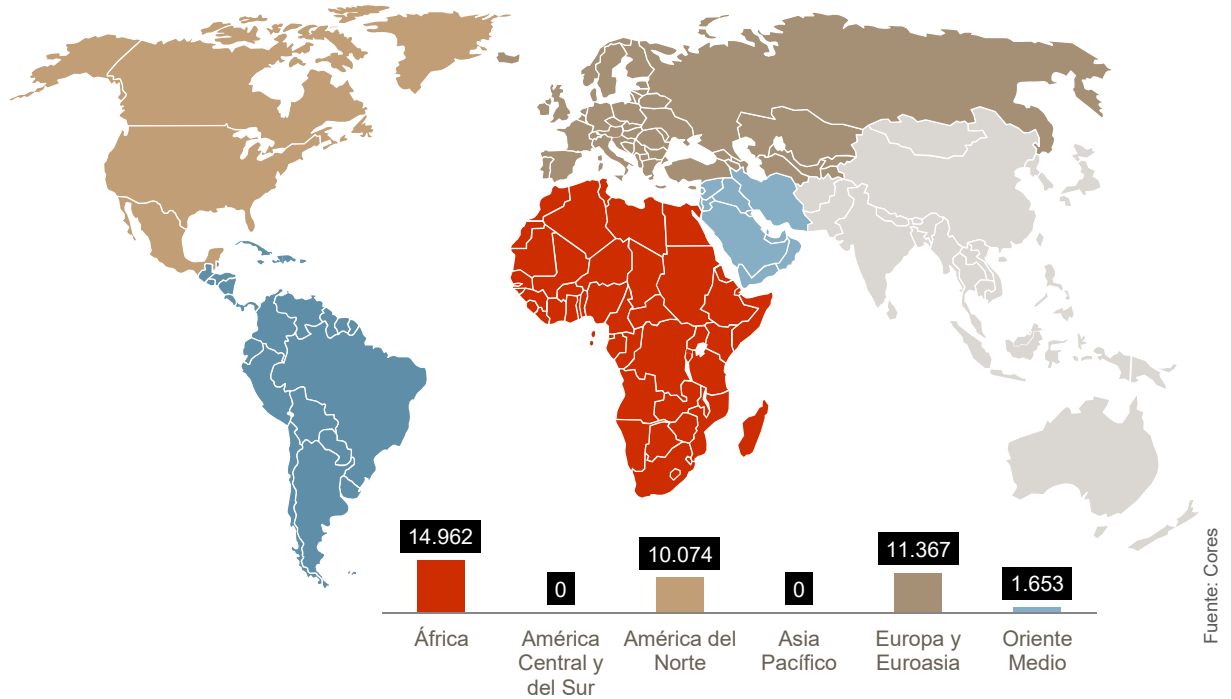 14.962
0
10.074
0
11.367
1.653
África
América
Central y
del Sur
América del
Norte
Asia
Pacífico
Europa y
Euroasia
Oriente
Medio
Fuente: Cores